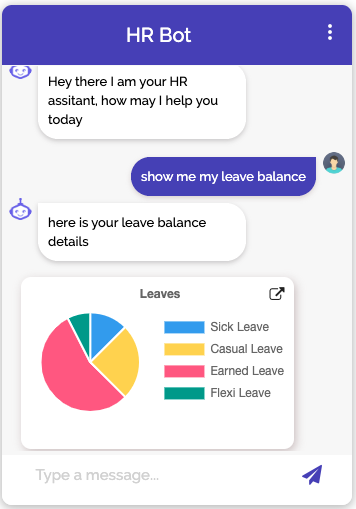 HR Bot
Hey there I am your HR
assitant, how may I help you
today
show me my leave balance
here is your leave balance
details
Leaves
Sick Leave
Casual Leave
Earned Leave
Flexi Leave
Type a message...